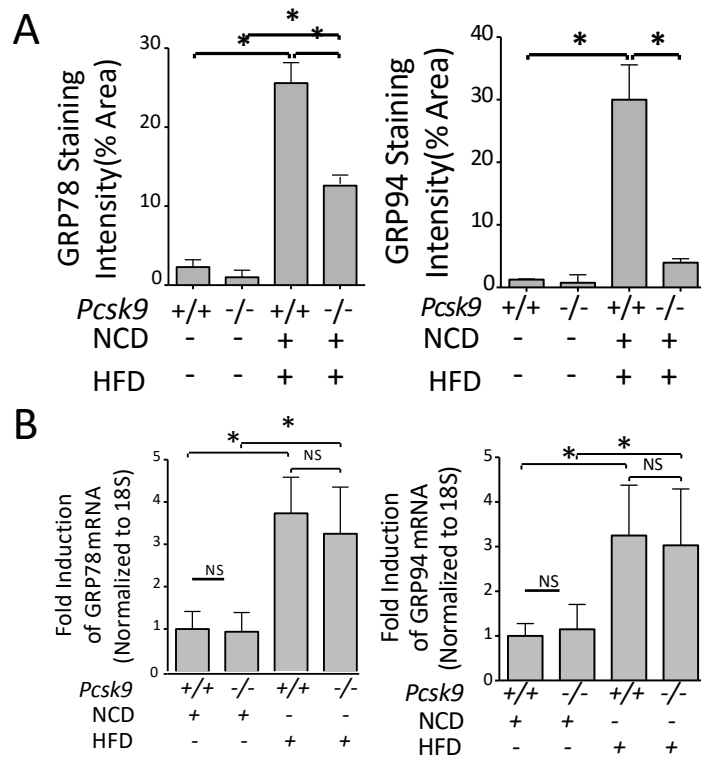 A
*
*
*
30
20
10
0
GRP78 Staining
Intensity(% Area)
Pcsk9 +/+ -/- +/+ -/-
NCD - - + +
HFD - - + +
*
*
40
30
20
10
0
GRP94 Staining
Intensity(% Area)
Pcsk9 +/+ -/- +/+ -/-
NCD - - + +
HFD - - + +
B
*
*
NS
NS
5
4
3
2
1
0
Fold Induction
of GRP78mRNA
(Normalized to 18S)
Pcsk9 +/+ -/- +/+ -/-
NCD + + - -
HFD - - + +
*
*
NS
NS
5
4
3
2
1
0
Fold Induction
of GRP94 mRNA
(Normalized to 18S)
Pcsk9 +/+ -/- +/+ -/-
NCD + + - -
HFD - - + +